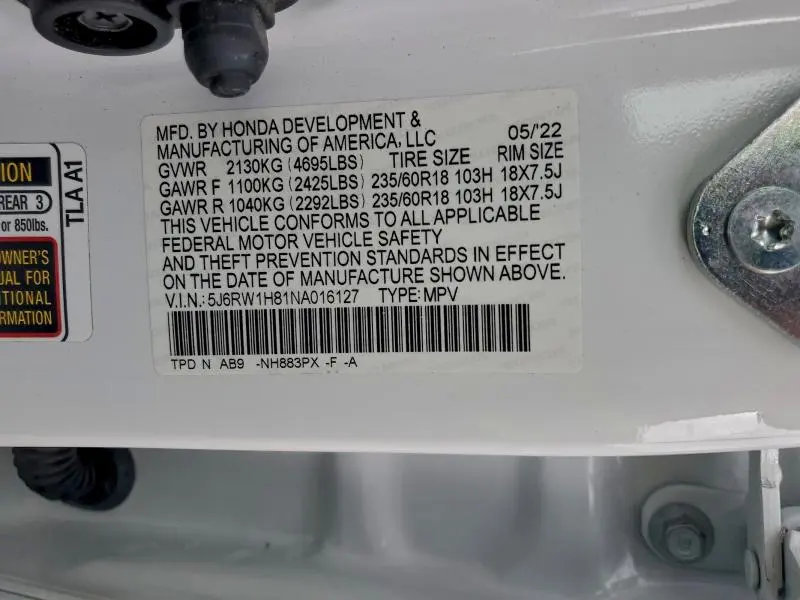 ION
REAR 3
or 850lbs.
OWNER'S
UAL FOR
ITIONAL
RMATION
TLA A1
MFD. BY HONDA DEVELOPMENT &
MANUFACTURING OF AMERICA, LLC 05/'22
GVWR 2130KG (4695LBS) TIRE SIZE RIM SIZE
GAWR F 1100KG (2425LBS) 235/60R18 103H 18X7.5J
GAWR R 1040KG (2292LBS) 235/60R18 103H 18X7.5J
THIS VEHICLE CONFORMS TO ALL APPLICABLE
FEDERAL MOTOR VEHICLE SAFETY
AND THEFT PREVENTION STANDARDS IN EFFECT
ON THE DATE OF MANUFACTURE SHOWN ABOVE.
V.I.N.: 5J6RW1H81NA016127 TYPE: MPV
TPD N AB9 -NH883PX -F -A